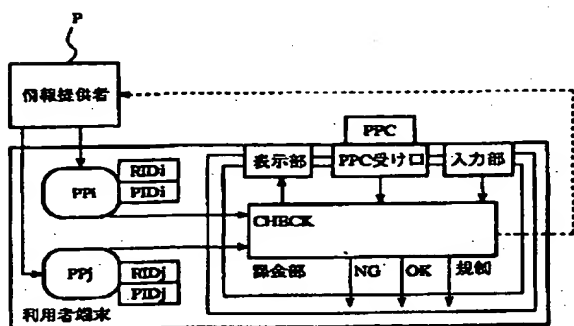 P
情報提供者
PPC
表示部
PPC受け口
入力部
PPi
RIDi
PIDi
CHECK
PPj
RIDj
PIDj
課金部
NG
OK
規制
利用者端末